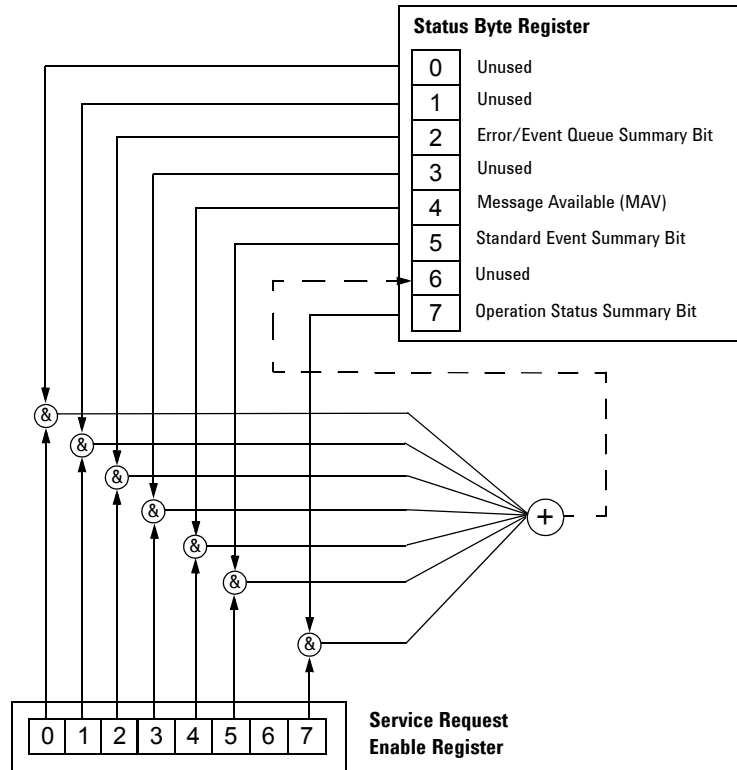 Status Byte Register
0 Unused
1 Unused
2 Error/Event Queue Summary Bit
3 Unused
4 Message Available (MAV)
5 Standard Event Summary Bit
6 Unused
7 Operation Status Summary Bit
&
&
&
&
&
&
&
+
0 1 2 3 4 5 6 7
Service Request
Enable Register